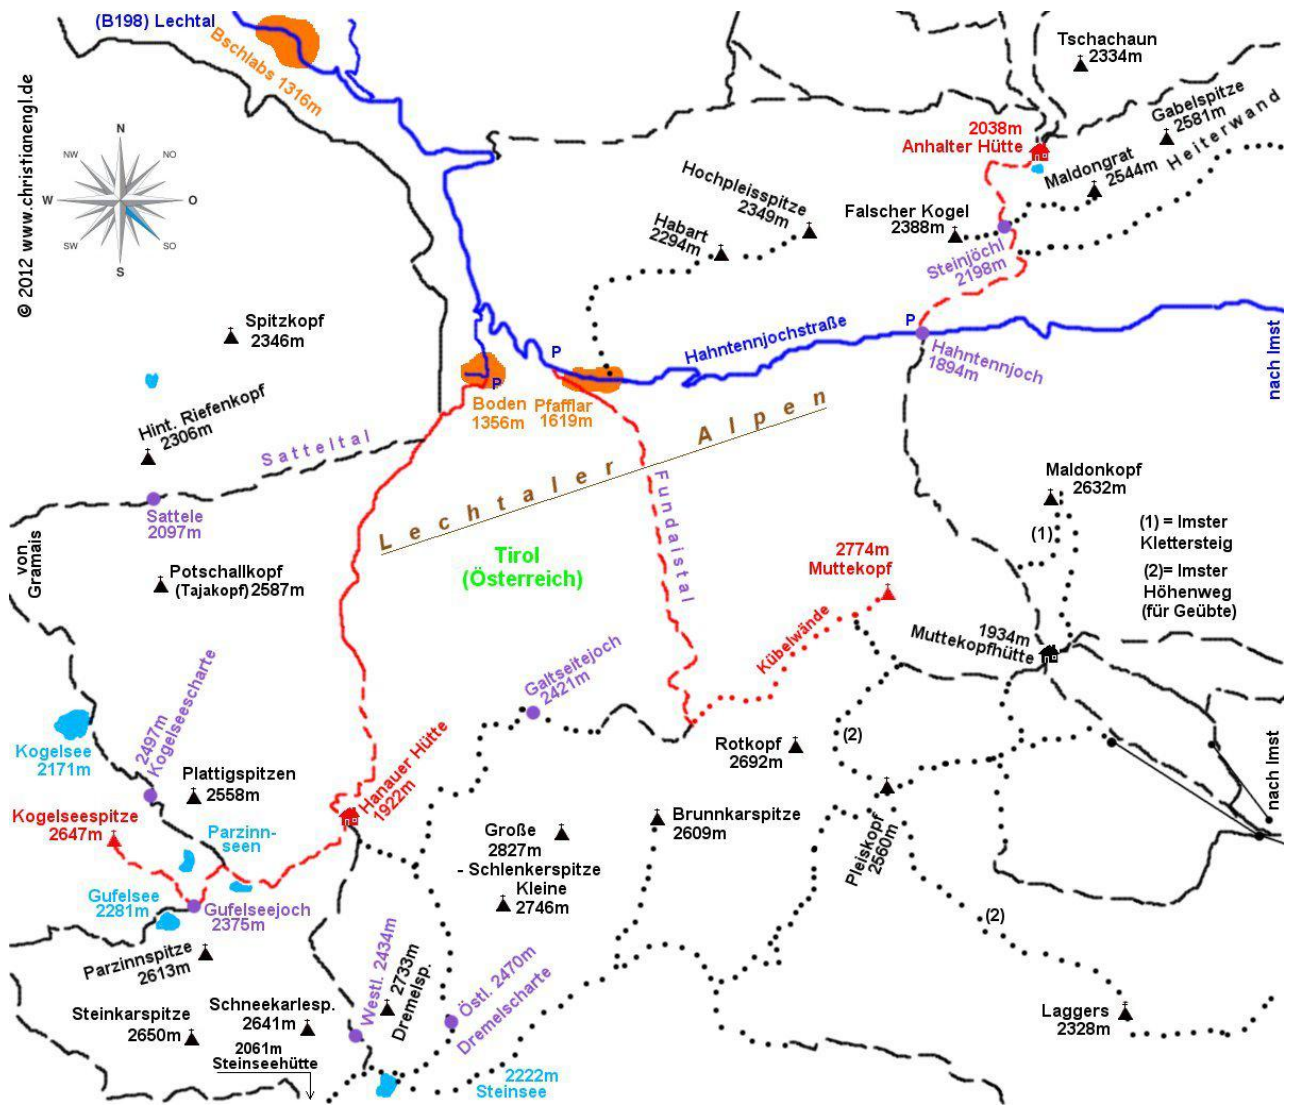 (B198) Lechtal
Bschlabs 1316m
© 2012 www.christianengl.de
N
NW
NO
W
O
SW
SO
S
Tschachaun
2334m
Gabelspitze
2581m
Heiterwand
2038m
Anhalter Hütte
Maldongrat
2544m
Hochpleisspitze
2349m
Habart
2294m
Falscher Kogel
2388m
Steinjöchl
2198m
Spitzkopf
2346m
P
Hahntennjochstraße
P
Hahntennjoch
1894m
nach Imst
P
Boden
1356m
Pfafflar
1619m
Hint. Riefenkopf
2306m
Satteltal
Lechtaler Alpen
Fundaistal
Sattele
2097m
von
Gramais
Maldonkopf
2632m
(1)
(1) = Imster
Klettersteig
(2)= Imster
Höhenweg
(für Geübte)
Tirol
(Österreich)
2774m
Muttekopf
Potschallkopf
(Tajakopf) 2587m
Kübelwände
1934m
Muttekopfhütte
Galtseitejoch
2421m
2497m
Kogelseescharte
Kogelsee
2171m
(2)
Rotkopf
2692m
nach Imst
Plattigspitzen
2558m
Hanauer Hütte
1922m
Kogelseespitze
2647m
Parzinn-
seen
Große
2827m
- Schlenkerspitze
Kleine
2746m
Brunnkarspitze
2609m
Pleiskopf
2560m
Gufelsee
2281m
Gufelseejoch
2375m
(2)
Parzinnspitze
2613m
Westl. 2434m
2733m
Dremelsp.
Östl. 2470m
Dremelscharte
Steinkarspitze
2650m
Schneekarlesp.
2641m
2061m
Steinseehütte
Laggers
2328m
2222m
Steinsee